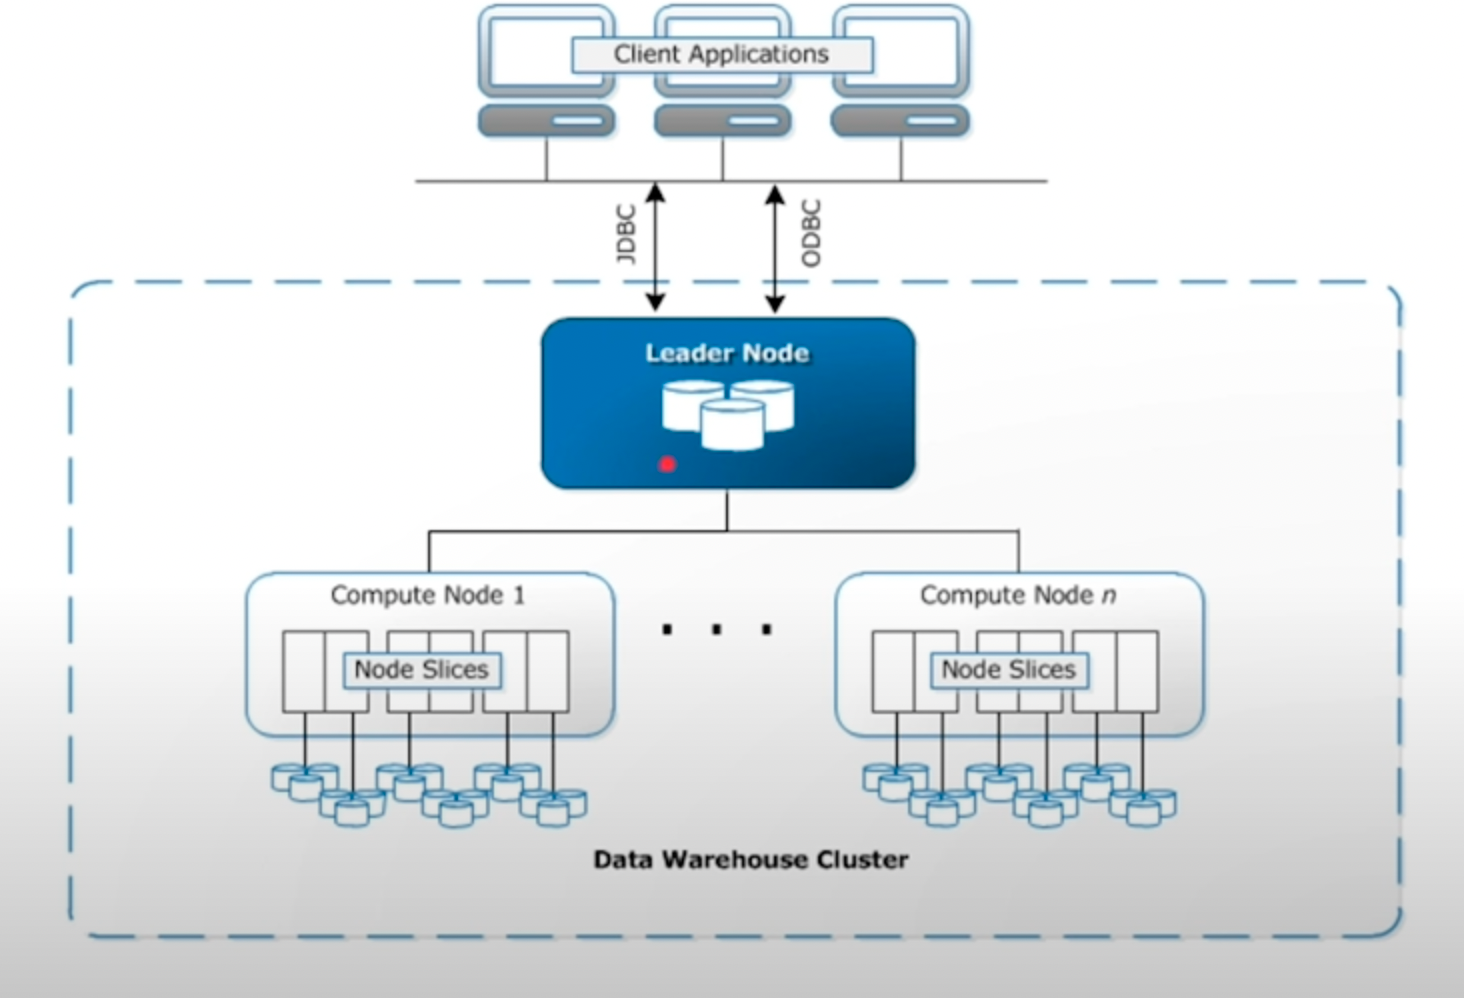 Client Applications
JDBC
ODBC
Leader Node
Compute Node 1
Compute Node n
Node Slices
Node Slices
Data Warehouse Cluster